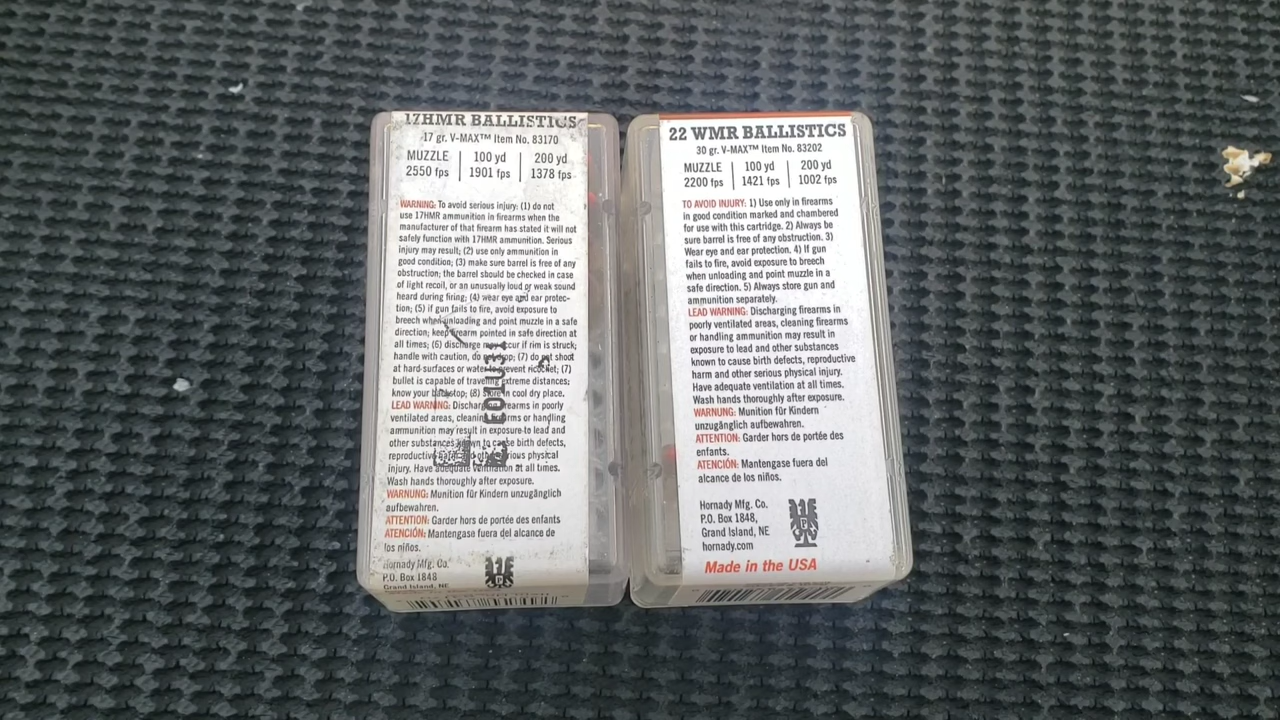 17HMR BALLISTICS
17 gr. V-MAX™ Item No. 83170
MUZZLE 100 yd 200 yd
2550 fps 1901 fps 1378 fps
WARNING: To avoid serious injury: (1) do not
use 17HMR ammunition in firearms when the
manufacturer of that firearm has stated it will not
safely function with 17HMR ammunition. Serious
injury may result; (2) use only ammunition in
good condition; (3) make sure barrel is free of any
obstruction; the barrel should be checked in case
of light recoil, or an unusually loud or weak sound
heard during firing; (4) wear eye and ear protec-
tion; (5) if gun fails to fire, avoid exposure to
breech when unloading and point muzzle in a safe
direction; keep firearm pointed in safe direction at
all times; (6) discharge may occur if rim is struck;
handle with caution, do not drop; (7) do not shoot
at hard surfaces or water to prevent ricochet; (7)
bullet is capable of traveling extreme distances;
know your backstop; (8) store in cool dry place.
LEAD WARNING: Discharging firearms in poorly
ventilated areas, cleaning firearms or handling
ammunition may result in exposure to lead and
other substances known to cause birth defects,
reproductive harm and other serious physical
injury. Have adequate ventilation at all times.
Wash hands thoroughly after exposure.
WARNUNG: Munition für Kindern unzugänglich
aufbewahren.
ATTENTION: Garder hors de portée des enfants
ATENCIÓN: Mantengase fuera del alcance de
los niños.
Hornady Mfg. Co.
P.O. Box 1848
Grand Island, NE
22 WMR BALLISTICS
30 gr. V-MAX™ Item No. 83202
MUZZLE 100 yd 200 yd
2200 fps 1421 fps 1002 fps
TO AVOID INJURY: 1) Use only in firearms
in good condition marked and chambered
for use with this cartridge. 2) Always be
sure barrel is free of any obstruction. 3)
Wear eye and ear protection. 4) If gun
fails to fire, avoid exposure to breech
when unloading and point muzzle in a
safe direction. 5) Always store gun and
ammunition separately.
LEAD WARNING: Discharging firearms in
poorly ventilated areas, cleaning firearms
or handling ammunition may result in
exposure to lead and other substances
known to cause birth defects, reproductive
harm and other serious physical injury.
Have adequate ventilation at all times.
Wash hands thoroughly after exposure.
WARNUNG: Munition für Kindern
unzugänglich aufbewahren.
ATTENTION: Garder hors de portée des
enfants.
ATENCIÓN: Mantengase fuera del
alcance de los niños.
Hornady Mfg. Co.
P.O. Box 1848,
Grand Island, NE
hornady.com
Made in the USA